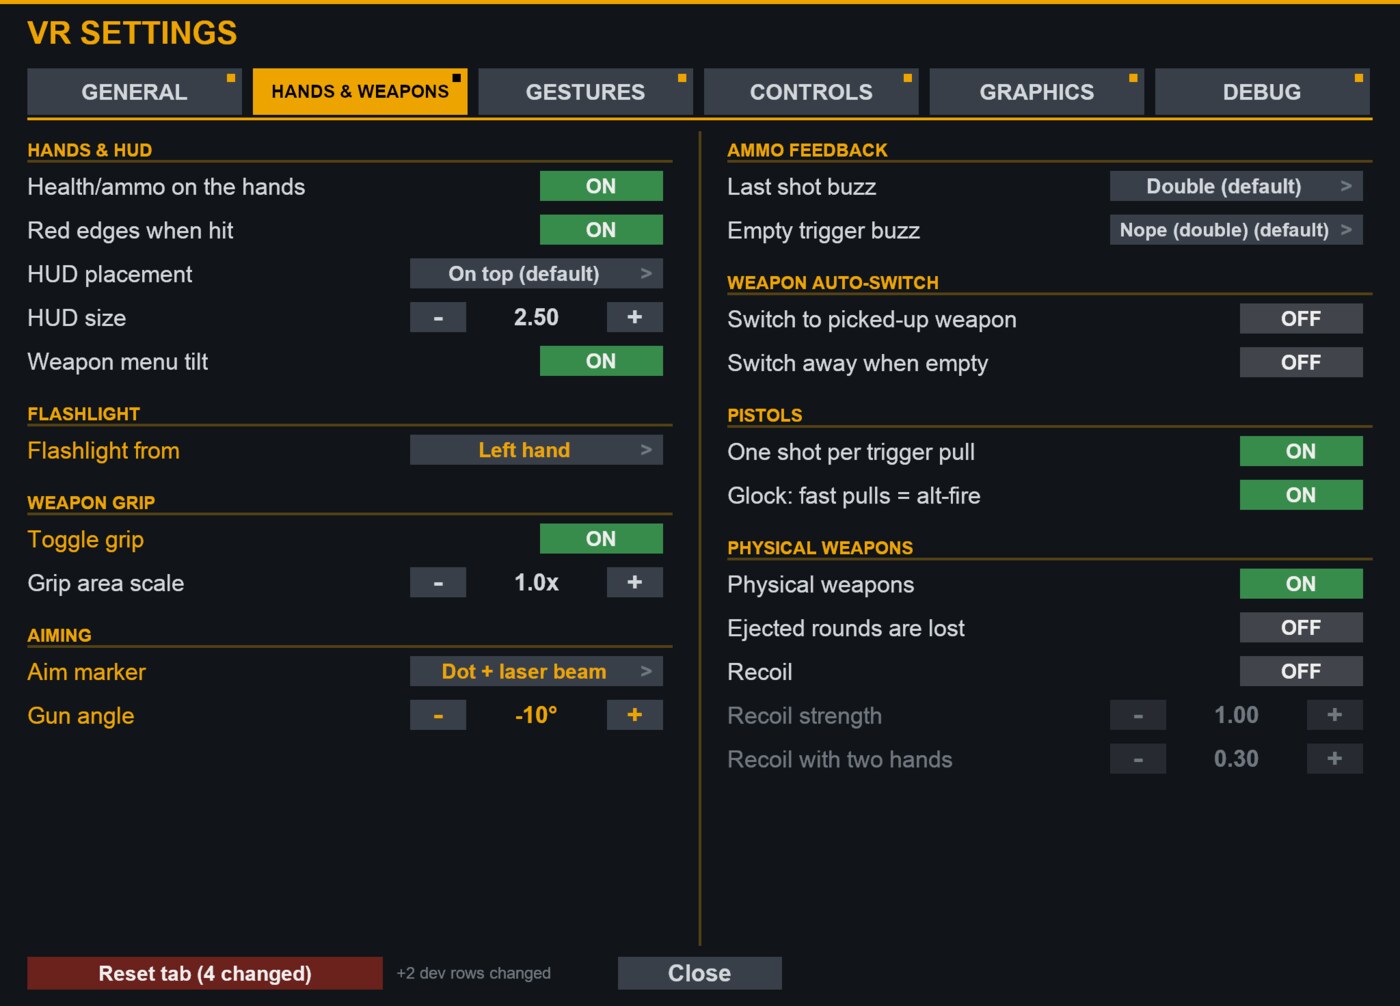 VR SETTINGS
GENERAL
HANDS & WEAPONS
GESTURES
CONTROLS
GRAPHICS
DEBUG
HANDS & HUD
Health/ammo on the hands ON
Red edges when hit ON
HUD placement On top (default) >
HUD size - 2.50 +
Weapon menu tilt ON
FLASHLIGHT
Flashlight from Left hand >
WEAPON GRIP
Toggle grip ON
Grip area scale - 1.0x +
AIMING
Aim marker Dot + laser beam >
Gun angle - -10° +
AMMO FEEDBACK
Last shot buzz Double (default) >
Empty trigger buzz Nope (double) (default) >
WEAPON AUTO-SWITCH
Switch to picked-up weapon OFF
Switch away when empty OFF
PISTOLS
One shot per trigger pull ON
Glock: fast pulls = alt-fire ON
PHYSICAL WEAPONS
Physical weapons ON
Ejected rounds are lost OFF
Recoil OFF
Recoil strength - 1.00 +
Recoil with two hands - 0.30 +
Reset tab (4 changed)
+2 dev rows changed
Close